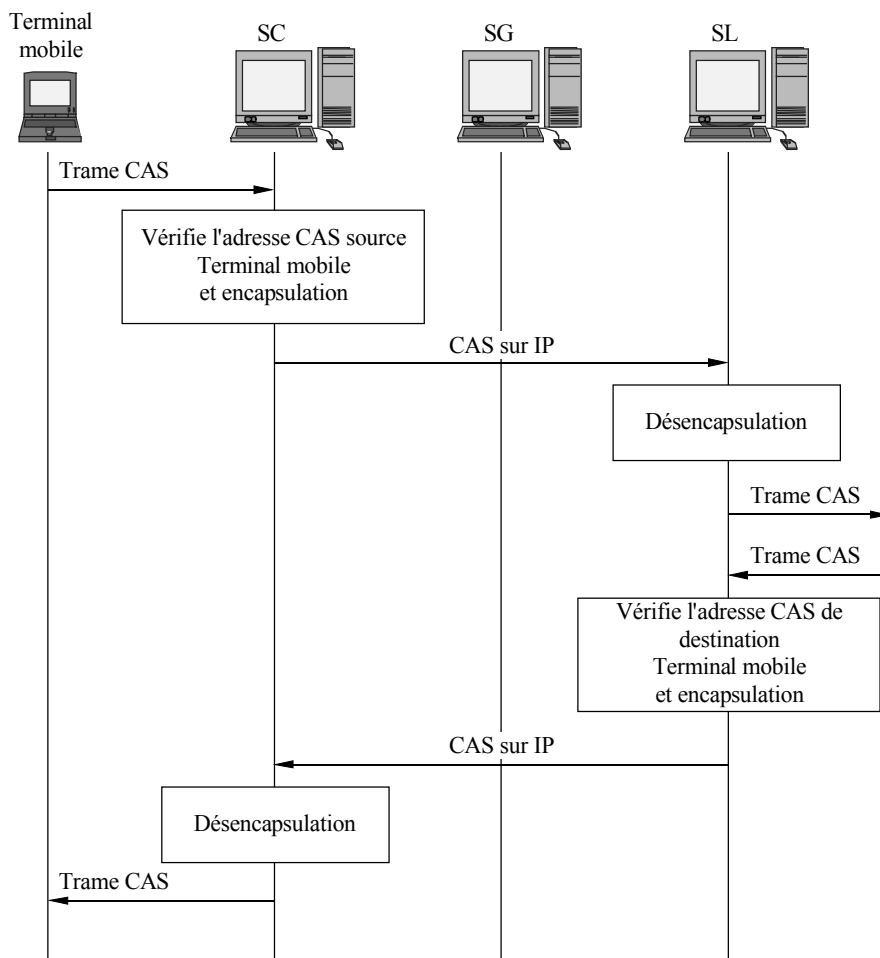 Terminal
mobile
SC
SG
SL
Trame CAS
Vérifie l'adresse CAS source
Terminal mobile
et encapsulation
CAS sur IP
Désencapsulation
Trame CAS
Trame CAS
Vérifie l'adresse CAS de
destination
Terminal mobile
et encapsulation
CAS sur IP
Désencapsulation
Trame CAS